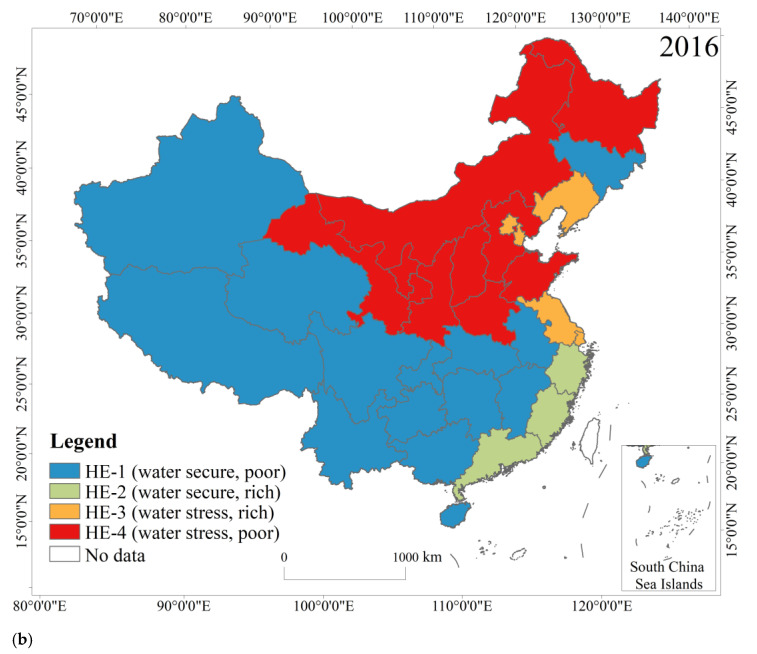 70°0'0"E 80°0'0"E 90°0'0"E 100°0'0"E 110°0'0"E 120°0'0"E 130°0'0"E 140°0'0"E
2016
45°0'0"N
40°0'0"N
35°0'0"N
30°0'0"N
25°0'0"N
20°0'0"N
15°0'0"N
45°0'0"N
40°0'0"N
35°0'0"N
30°0'0"N
25°0'0"N
20°0'0"N
15°0'0"N
Legend
HE-1 (water secure, poor)
HE-2 (water secure, rich)
HE-3 (water stress, rich)
HE-4 (water stress, poor)
No data
0 1000 km
South China
Sea Islands
80°0'0"E 90°0'0"E 100°0'0"E 110°0'0"E 120°0'0"E
(b)